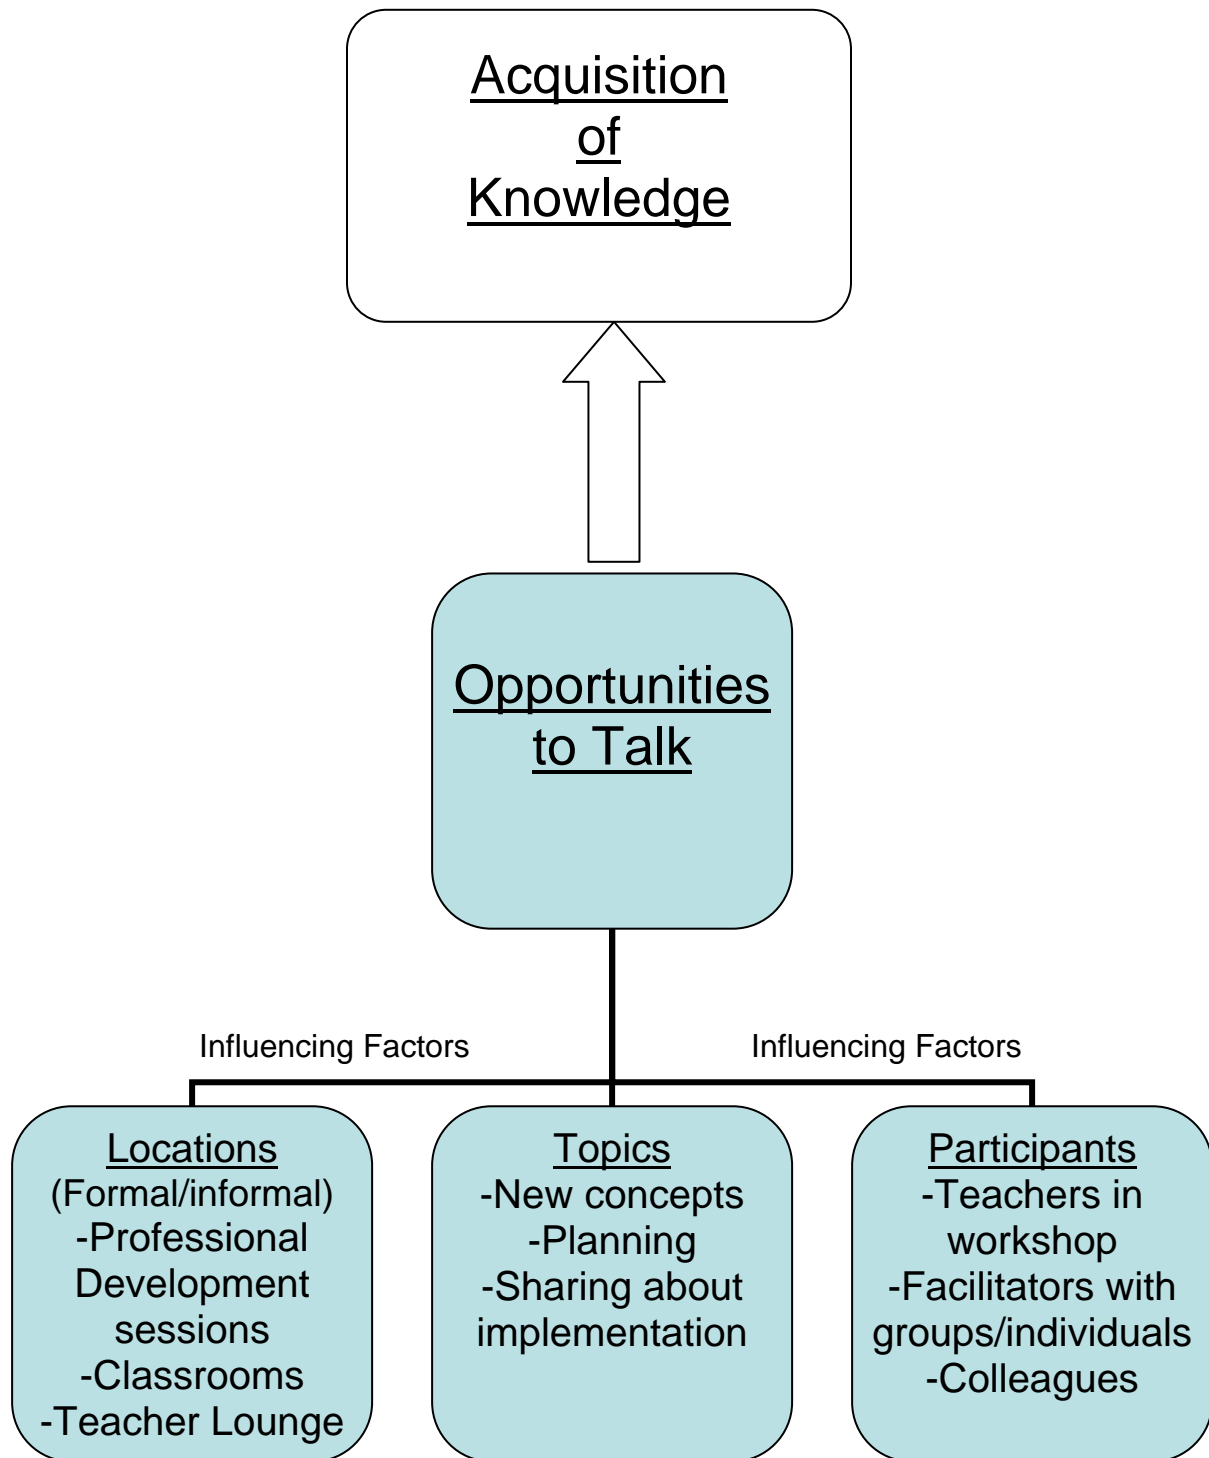 Acquisition
of
Knowledge
Opportunities
to Talk
Influencing Factors
Influencing Factors
Locations
(Formal/informal)
-Professional
Development
sessions
-Classrooms
-Teacher Lounge
Topics
-New concepts
-Planning
-Sharing about
implementation
Participants
-Teachers in
workshop
-Facilitators with
groups/individuals
-Colleagues